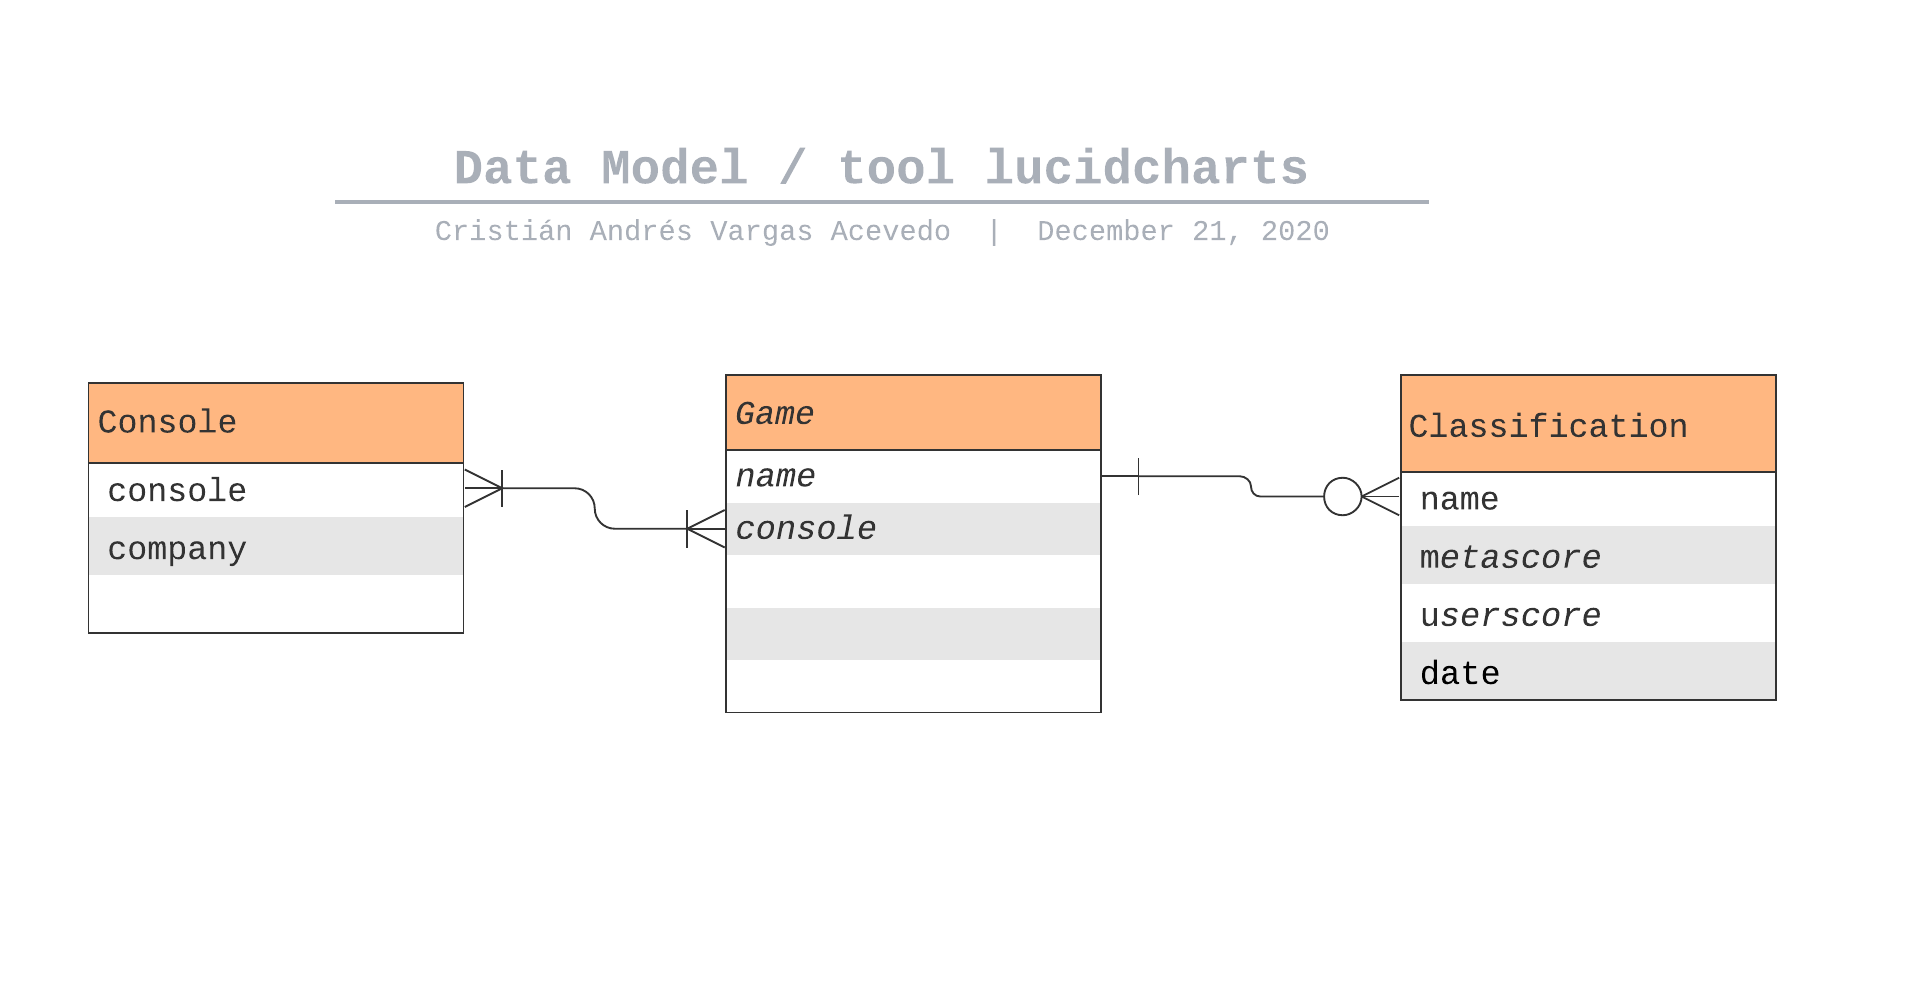 Data Model / tool lucidcharts
Cristián Andrés Vargas Acevedo | December 21, 2020
Console
console
company
Game
name
console
Classification
name
metascore
userscore
date